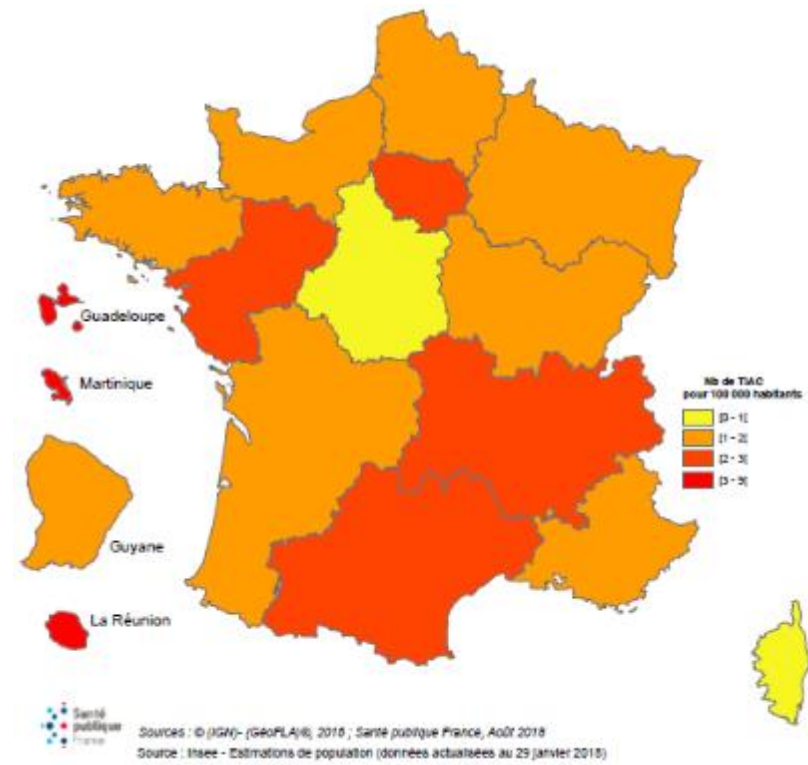 Guadeloupe
Martinique
Nb de TIAC
pour 100 000 habitants
[0 - 1[
[1 - 2[
[2 - 3[
[3 - 9[
Guyane
La Réunion
Santé
publique
France
Sources : © (IGN)- (GéoFLA)®, 2016 ; Santé publique France, Août 2018
Source : Insee - Estimations de population (données actualisées au 29 janvier 2018)